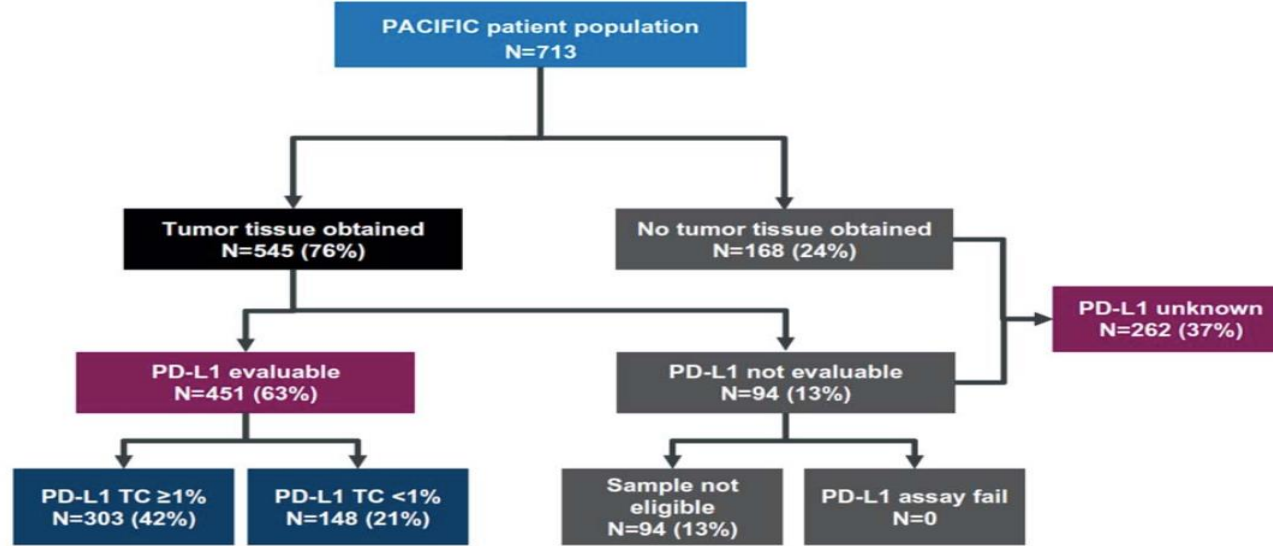 PACIFIC patient population
N=713
Tumor tissue obtained
N=545 (76%)
No tumor tissue obtained
N=168 (24%)
PD-L1 unknown
N=262 (37%)
PD-L1 evaluable
N=451 (63%)
PD-L1 not evaluable
N=94 (13%)
PD-L1 TC ≥1%
N=303 (42%)
PD-L1 TC <1%
N=148 (21%)
Sample not
eligible
N=94 (13%)
PD-L1 assay fail
N=0